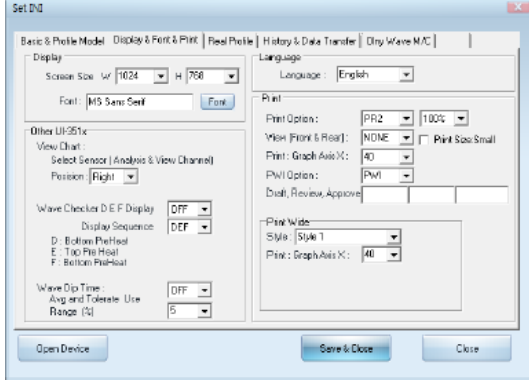 Set INI
Basic & Profile Model Display & Font & Print Real Profile History & Data Transfer Olny Wave M/C
Display
Screen Size W 1024 H 768
Font : MS Sans Serif Font
Other UI-351x
View Chart :
Select Sensor ( Analysis & View Channel)
Position : Right
Wave Checker D E F Display OFF
Display Sequence DEF
D : Bottom PreHeat
E : Top Pre Heat
F : Bottom PreHeat
Wave Dip Time : OFF
Avg and Tolerate Use
Range (%) 5
Language
Language : English
Print
Print Option : PR2 100%
View (Front & Rear) : NONE Print Size:Small
Print : Graph Axis X : 40
PWI Option : PWI
Draft, Review, Approve
Print Wide
Style : Style 1
Print : Graph Axis X : 40
Open Device Save & Close Close